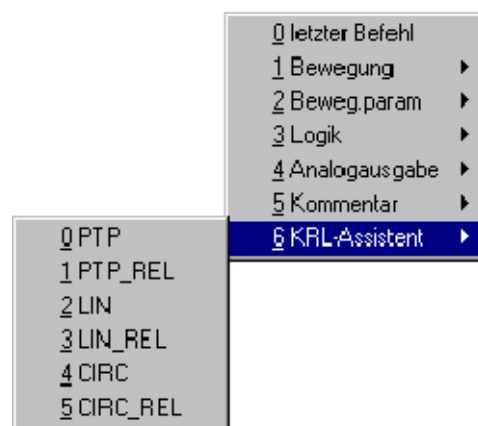 0 letzter Befehl
1 Bewegung
2 Beweg.param
3 Logik
4 Analogausgabe
5 Kommentar
6 KRL-Assistent
0 PTP
1 PTP_REL
2 LIN
3 LIN_REL
4 CIRC
5 CIRC_REL